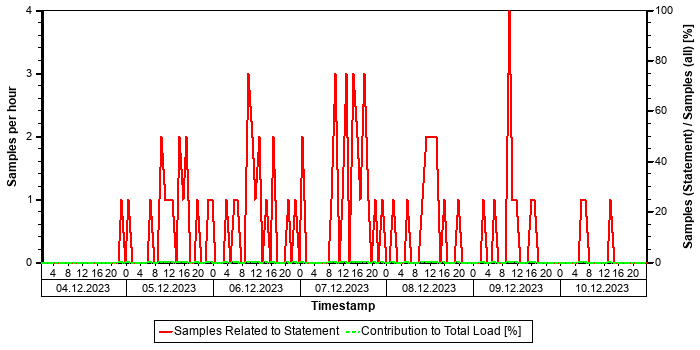 Samples per hour
4
3
2
1
0
100
80
60
40
20
0
Samples (Statement) / Samples (all) [%]
4 8 12 16 20 0 4 8 12 16 20 0 4 8 12 16 20 0 4 8 12 16 20 0 4 8 12 16 20 0 4 8 12 16 20 0 4 8 12 16 20
04.12.2023 05.12.2023 06.12.2023 07.12.2023 08.12.2023 09.12.2023 10.12.2023
Timestamp
Samples Related to Statement Contribution to Total Load [%]